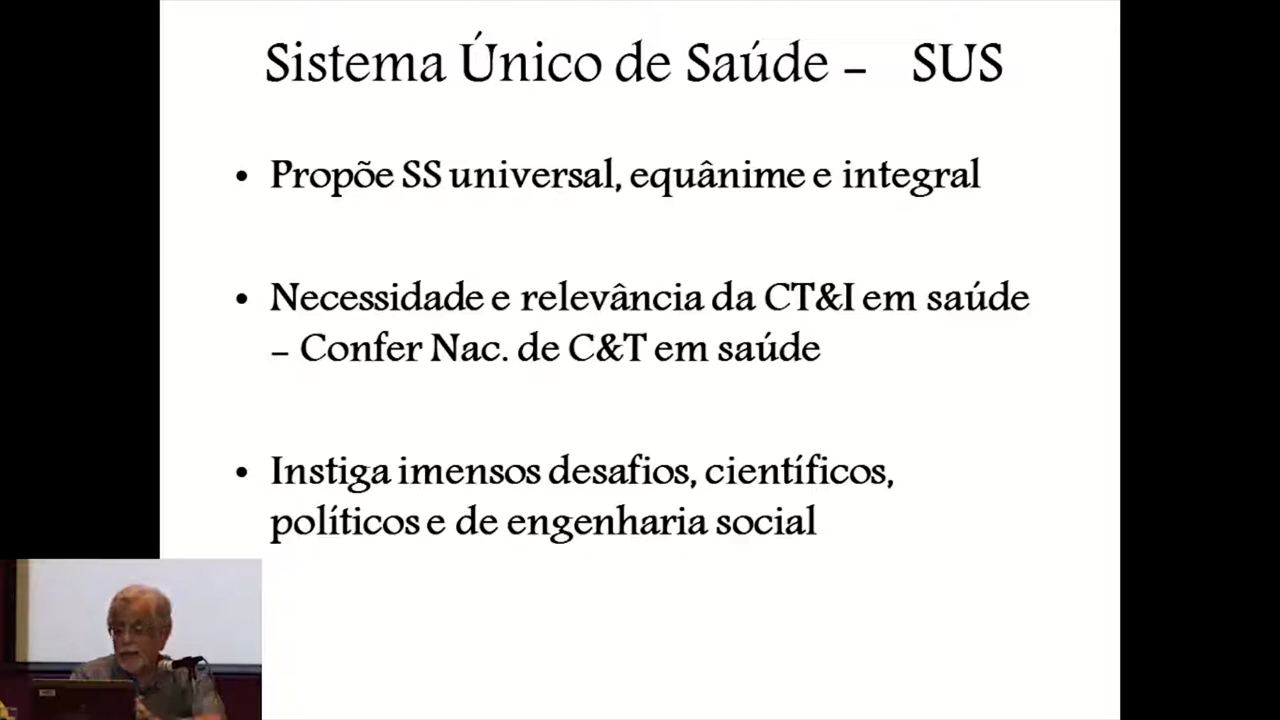 Sistema Único de Saúde – SUS
• Propõe SS universal, equânime e integral
• Necessidade e relevância da CT&I em saúde
– Confer Nac. de C&T em saúde
• Instiga imensos desafios, científicos,
políticos e de engenharia social